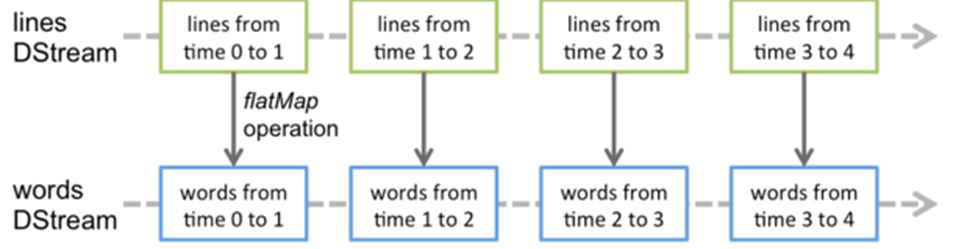 lines
DStream
lines from
time 0 to 1
lines from
time 1 to 2
lines from
time 2 to 3
lines from
time 3 to 4
flatMap
operation
words
DStream
words from
time 0 to 1
words from
time 1 to 2
words from
time 2 to 3
words from
time 3 to 4